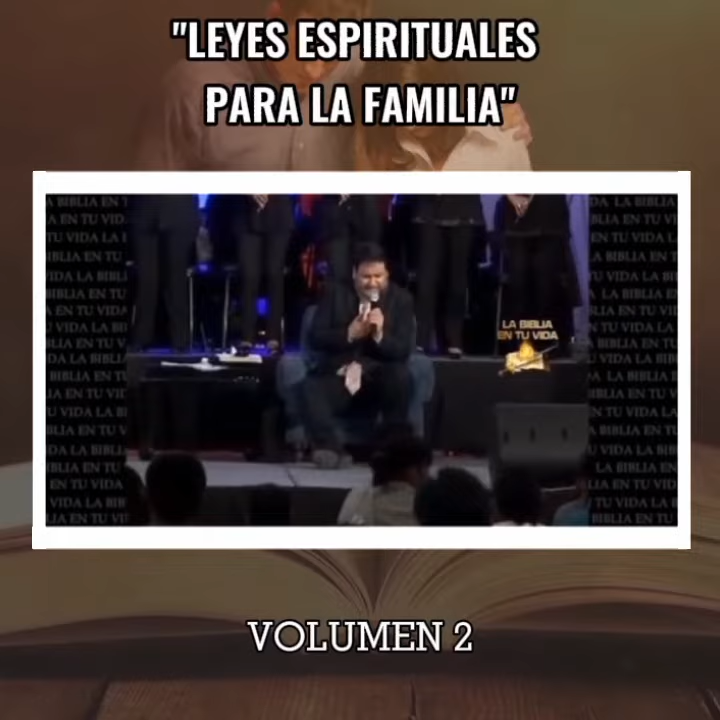 "LEYES ESPIRITUALES
PARA LA FAMILIA"
LA BIBLIA
EN TU VIDA
VOLUMEN 2